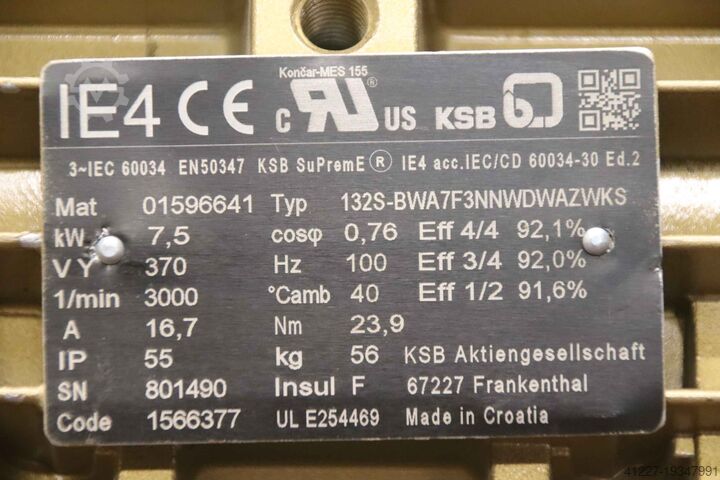 Končar-MES 155
IE4 CE c RU US KSB
3~IEC 60034 EN50347 KSB SuPremE® IE4 acc.IEC/CD 60034-30 Ed.2
Mat 01596641 Typ 132S-BWA7F3NNWDWAZWKS
kW 7,5 cosφ 0,76 Eff 4/4 92,1%
V Y 370 Hz 100 Eff 3/4 92,0%
1/min 3000 °Camb 40 Eff 1/2 91,6%
A 16,7 Nm 23,9
IP 55 kg 56 KSB Aktiengesellschaft
SN 801490 Insul F 67227 Frankenthal
Code 1566377 UL E254469 Made in Croatia
41227-19347991